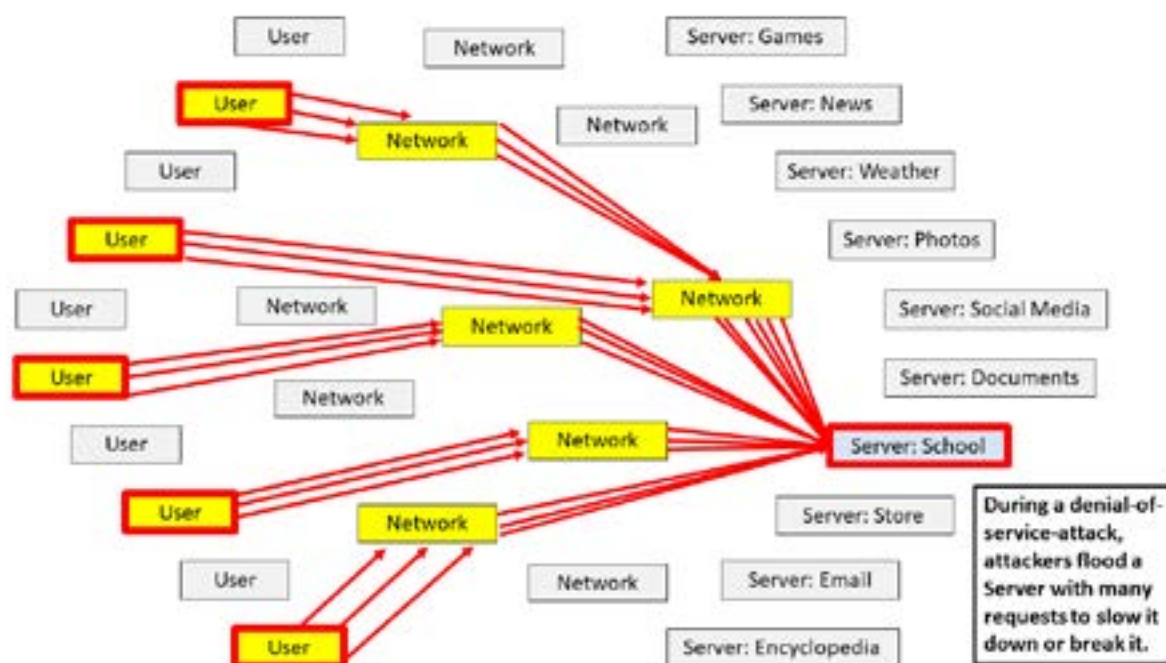 User
Network
Server: Games
User
Server: News
Network
Network
User
Server: Weather
User
Server: Photos
User
Network
Network
Server: Social Media
Network
User
Server: Documents
Network
User
Network
Server: School
User
Server: Store
Network
User
Network
Server: Email
User
Server: Encyclopedia
During a denial-of-
service-attack,
attackers flood a
Server with many
requests to slow it
down or break it.